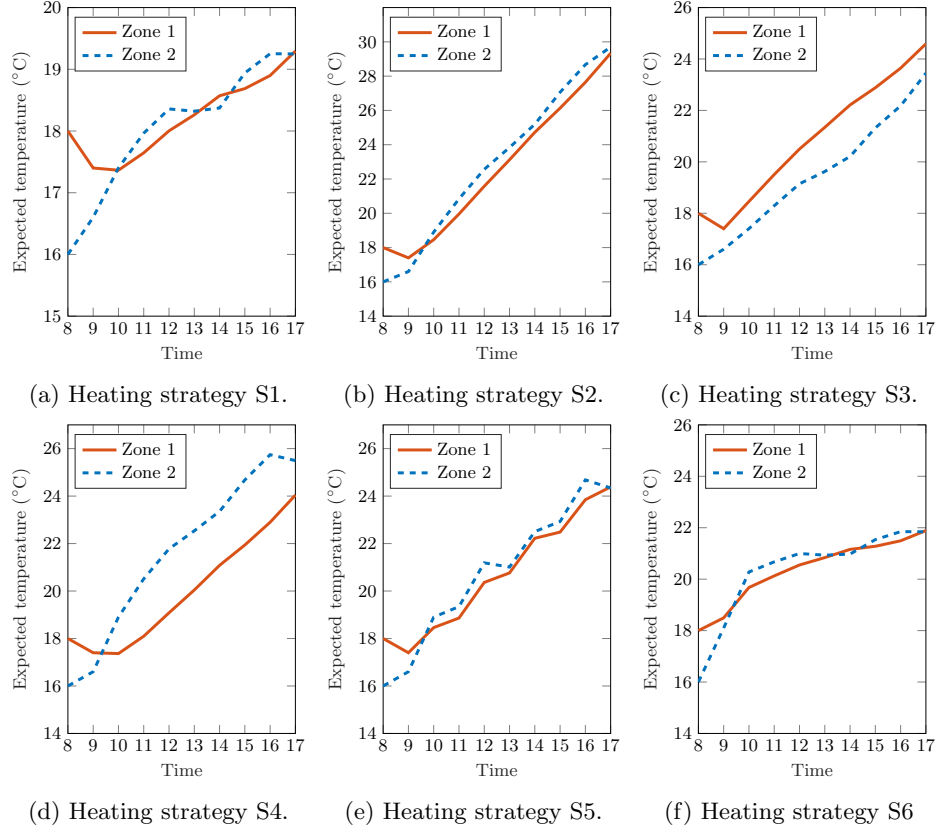 20
19
18
17
16
15
Expected temperature (°C)
Zone 1
Zone 2
8 9 10 11 12 13 14 15 16 17
Time
(a) Heating strategy S1.
30
28
26
24
22
20
18
16
14
Expected temperature (°C)
Zone 1
Zone 2
8 9 10 11 12 13 14 15 16 17
Time
(b) Heating strategy S2.
26
24
22
20
18
16
14
Expected temperature (°C)
Zone 1
Zone 2
8 9 10 11 12 13 14 15 16 17
Time
(c) Heating strategy S3.
26
24
22
20
18
16
14
Expected temperature (°C)
Zone 1
Zone 2
8 9 10 11 12 13 14 15 16 17
Time
(d) Heating strategy S4.
26
24
22
20
18
16
14
Expected temperature (°C)
Zone 1
Zone 2
8 9 10 11 12 13 14 15 16 17
Time
(e) Heating strategy S5.
26
24
22
20
18
16
14
Expected temperature (°C)
Zone 1
Zone 2
8 9 10 11 12 13 14 15 16 17
Time
(f) Heating strategy S6